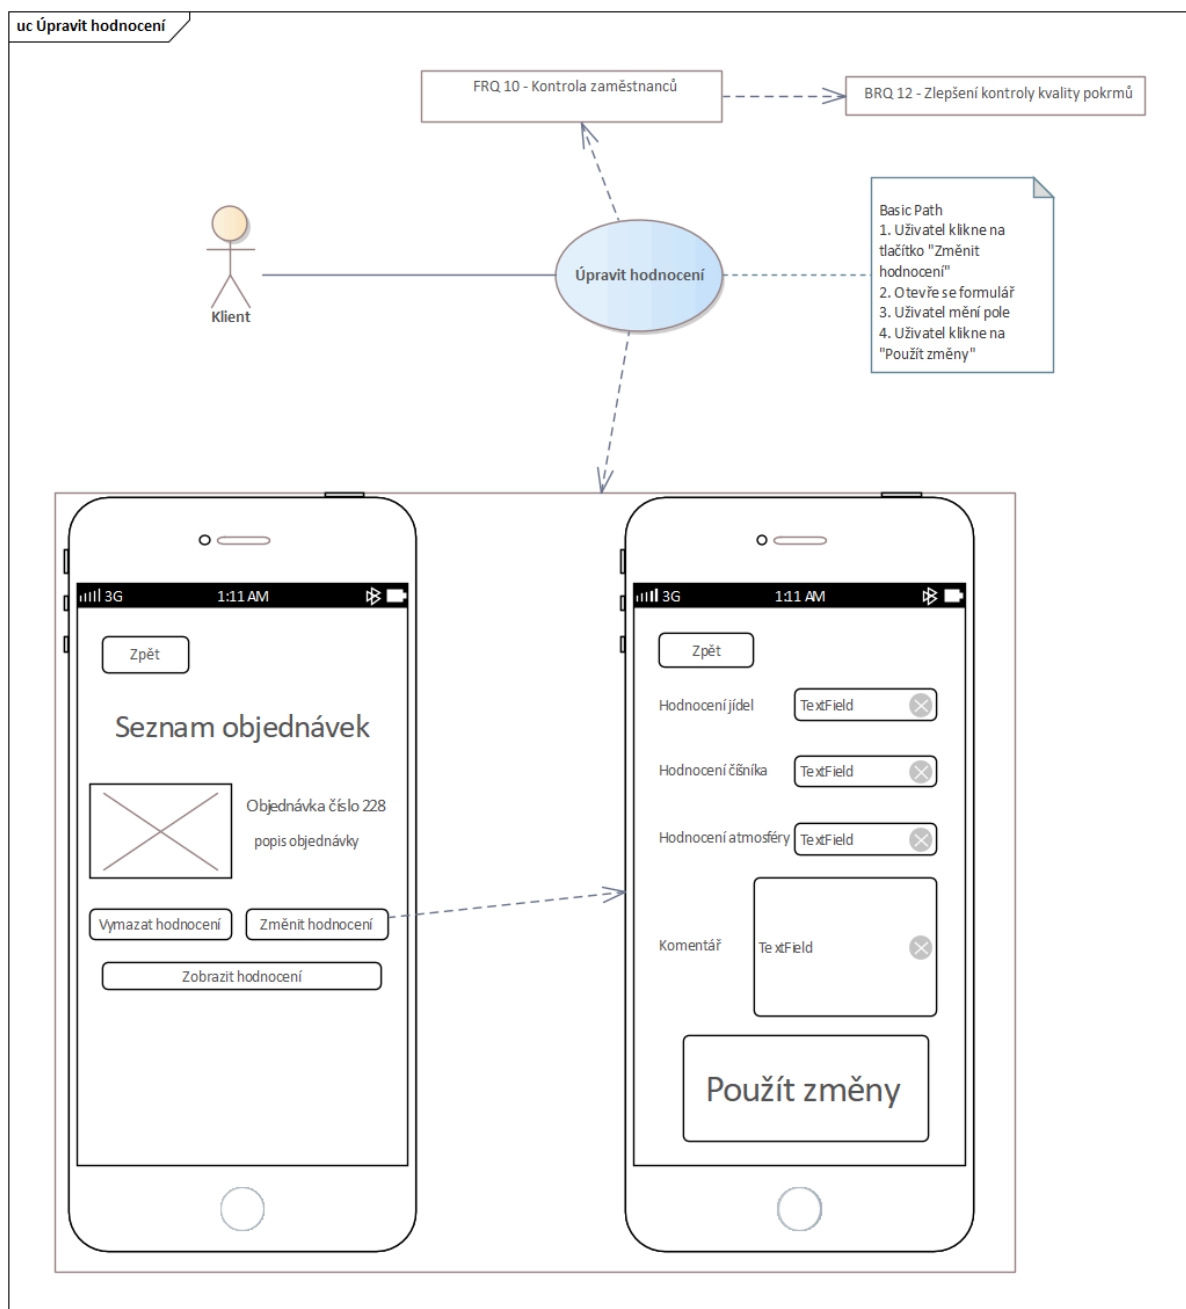 uc Úpravit hodnocení
FRQ 10 - Kontrola zaměstnanců
BRQ 12 - Zlepšení kontroly kvality pokrmů
Klient
Úpravit hodnocení
Basic Path
1. Uživatel klikne na
tlačítko "Změnit
hodnocení"
2. Otevře se formulář
3. Uživatel mění pole
4. Uživatel klikne na
"Použít změny"
3G 1:11 AM
Zpět
Seznam objednávek
Objednávka číslo 228
popis objednávky
Vymazat hodnocení
Změnit hodnocení
Zobrazit hodnocení
3G 1:11 AM
Zpět
Hodnocení jídel TextField
Hodnocení číšníka TextField
Hodnocení atmosféry TextField
Komentář TextField
Použít změny